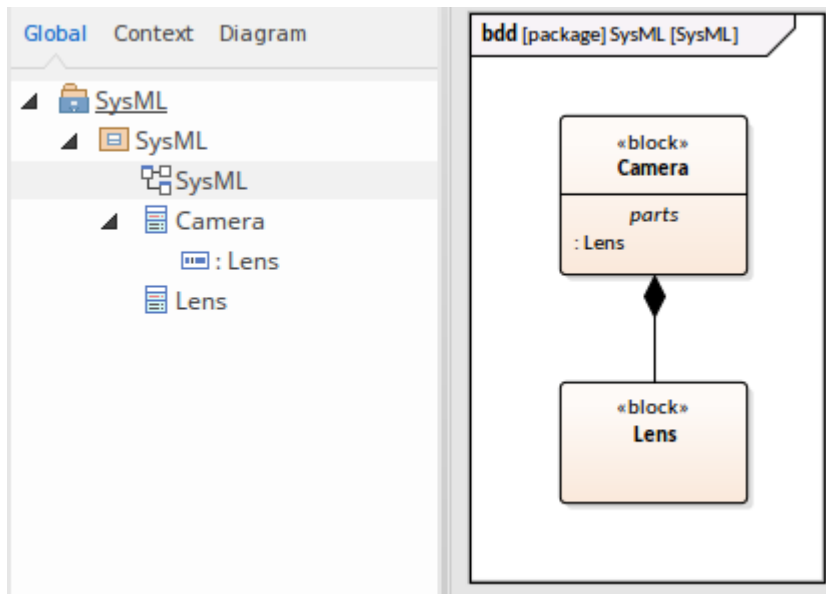 Global Context Diagram
SysML
SysML
SysML
Camera
: Lens
Lens
bdd [package] SysML [SysML]
«block»
Camera
parts
: Lens
«block»
Lens